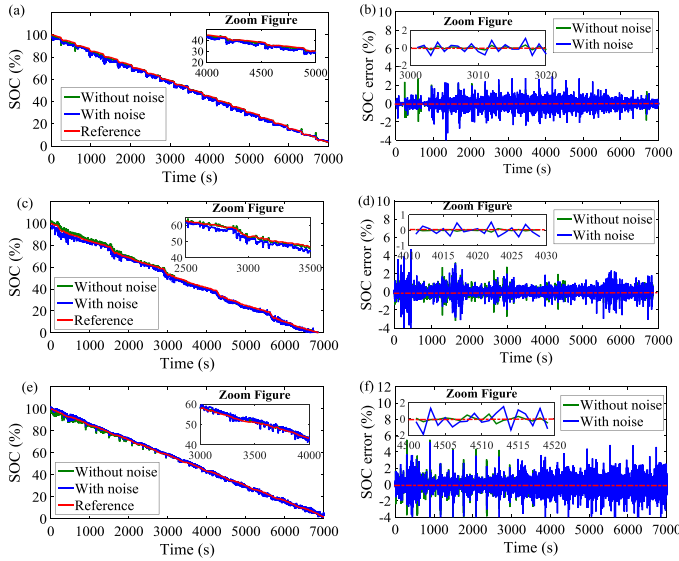 (a)
Zoom Figure
40
20
4000 4500 5000
SOC (%)
100
80
60
40
20
0
Without noise
With noise
Reference
0 1000 2000 3000 4000 5000 6000 7000
Time (s)
(b)
Zoom Figure
2
0
2
3000 3010 3020
Without noise
With noise
SOC error (%)
10
8
6
4
2
0
-2
-4
0 1000 2000 3000 4000 5000 6000 7000
Time (s)
(c)
Zoom Figure
60
40
2500 3000 3500
SOC (%)
100
80
60
40
20
0
Without noise
With noise
Reference
0 1000 2000 3000 4000 5000 6000 7000
Time (s)
(d)
Zoom Figure
1
0
-1
4010 4015 4020 4025 4030
Without noise
With noise
SOC error (%)
10
8
6
4
2
0
-2
-4
0 1000 2000 3000 4000 5000 6000 7000
Time (s)
(e)
Zoom Figure
60
40
3000 3500 4000
SOC (%)
100
80
60
40
20
0
Without noise
With noise
Reference
0 1000 2000 3000 4000 5000 6000 7000
Time (s)
(f)
Zoom Figure
2
0
2
4500 4505 4510 4515 4520
Without noise
With noise
SOC error (%)
12
10
8
6
4
2
0
-2
-4
0 1000 2000 3000 4000 5000 6000 7000
Time (s)